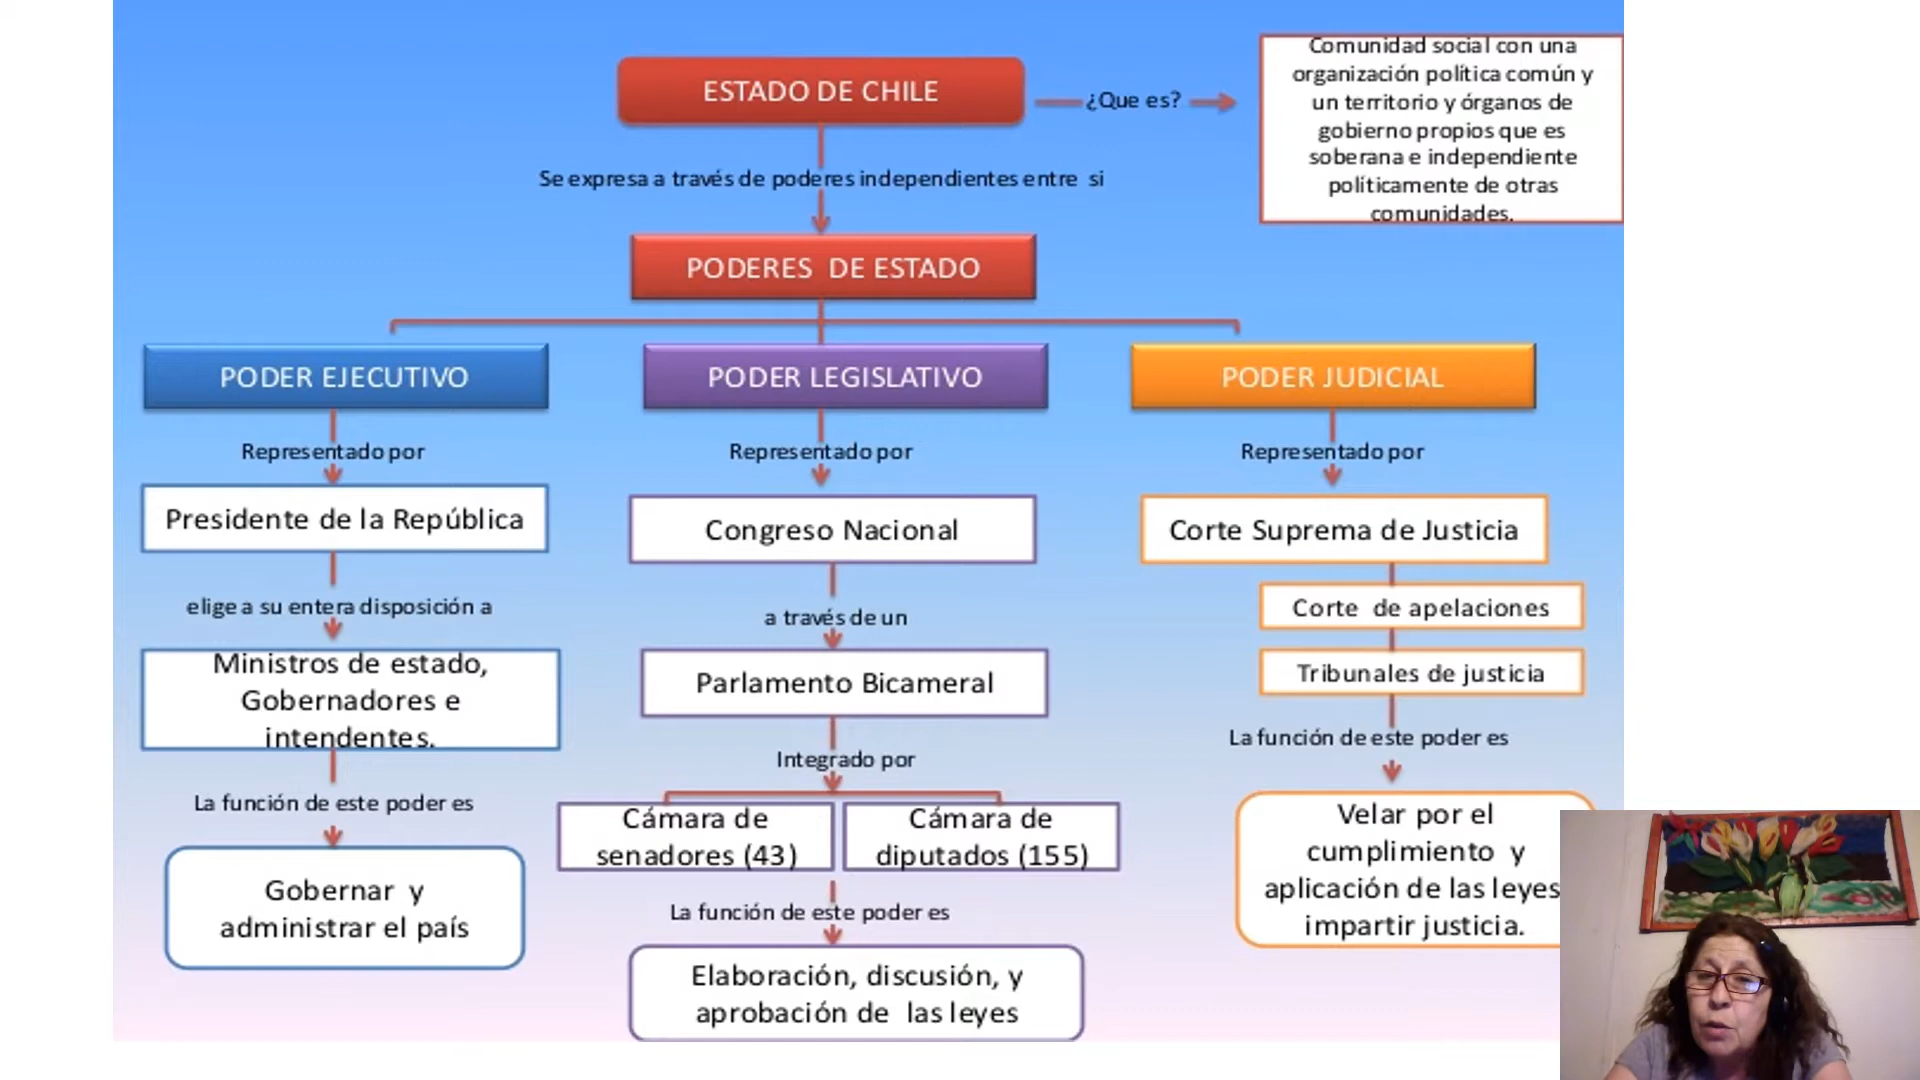 ESTADO DE CHILE
¿Que es?
Comunidad social con una
organización política común y
un territorio y órganos de
gobierno propios que es
soberana e independiente
políticamente de otras
comunidades.
Se expresa a través de poderes independientes entre si
PODERES DE ESTADO
PODER EJECUTIVO
Representado por
Presidente de la República
elige a su entera disposición a
Ministros de estado,
Gobernadores e
intendentes.
La función de este poder es
Gobernar y
administrar el país
PODER LEGISLATIVO
Representado por
Congreso Nacional
a través de un
Parlamento Bicameral
Integrado por
Cámara de
senadores (43)
Cámara de
diputados (155)
La función de este poder es
Elaboración, discusión, y
aprobación de las leyes
PODER JUDICIAL
Representado por
Corte Suprema de Justicia
Corte de apelaciones
Tribunales de justicia
La función de este poder es
Velar por el
cumplimiento y
aplicación de las leyes
impartir justicia.